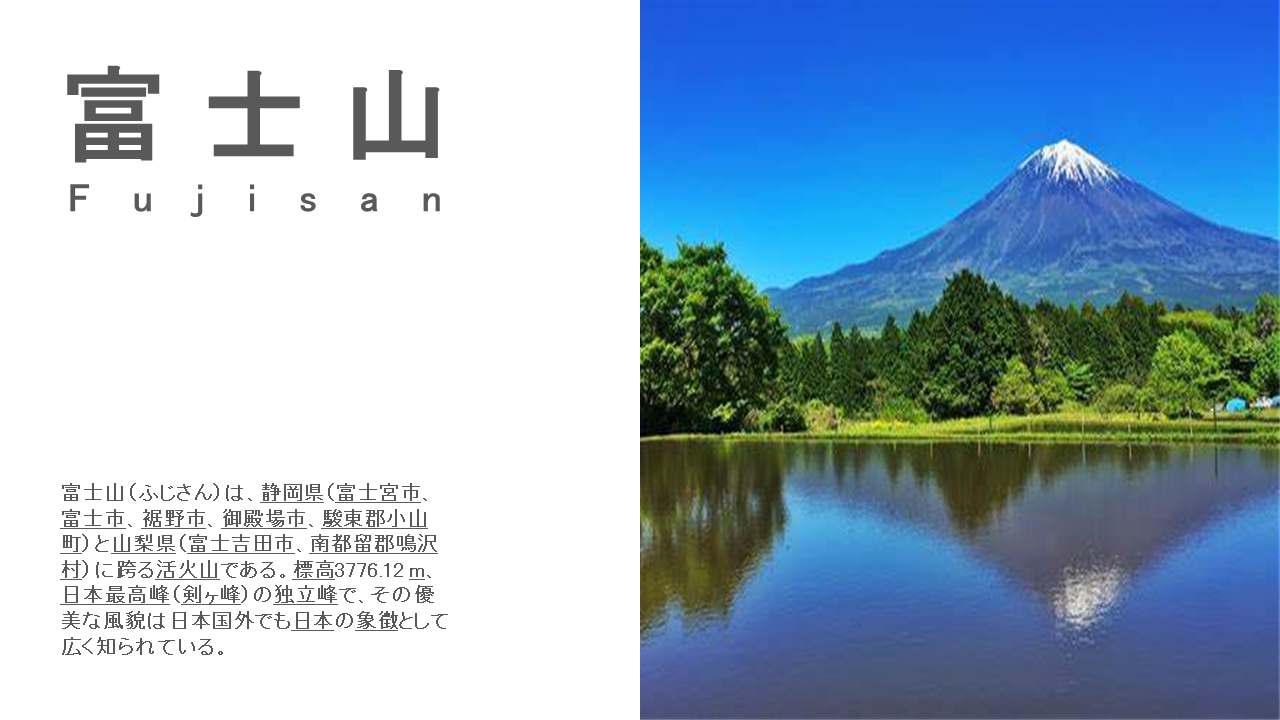 富士山
Fujisan
富士山(ふじさん)は、静岡県(富士宮市、
富士市、裾野市、御殿場市、駿東郡小山
町)と山梨県(富士吉田市、南都留郡鳴沢
村)に跨る活火山である。標高3776.12 m、
日本最高峰(剣ヶ峰)の独立峰で、その優
美な風貌は日本国外でも日本の象徴として
広く知られている。